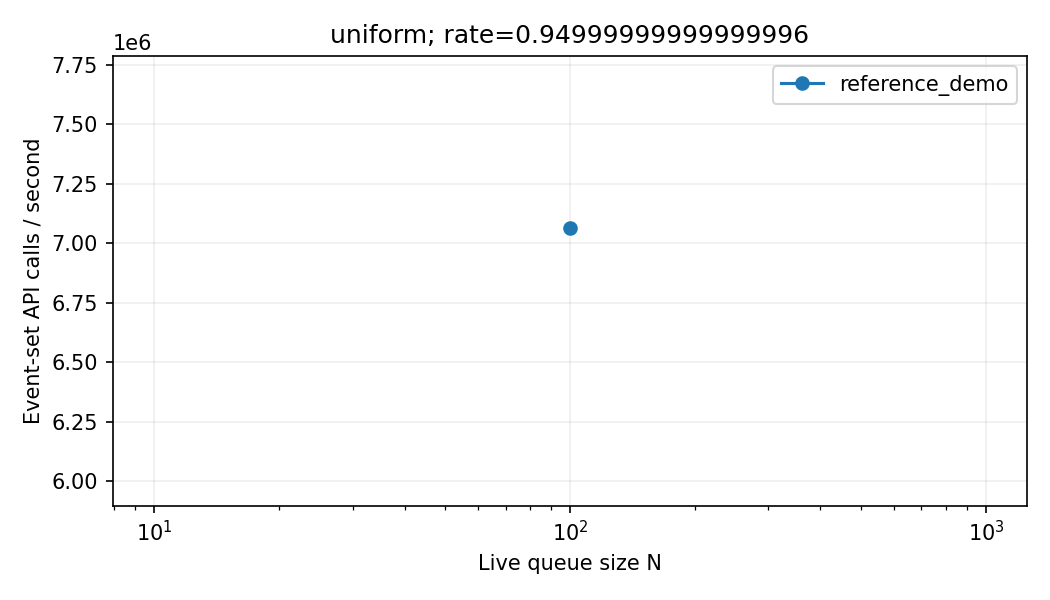 uniform; rate=0.94999999999999996
1e6
reference_demo
7.75
7.50
7.25
7.00
6.75
6.50
6.25
6.00
Event-set API calls / second
10¹
10²
10³
Live queue size N